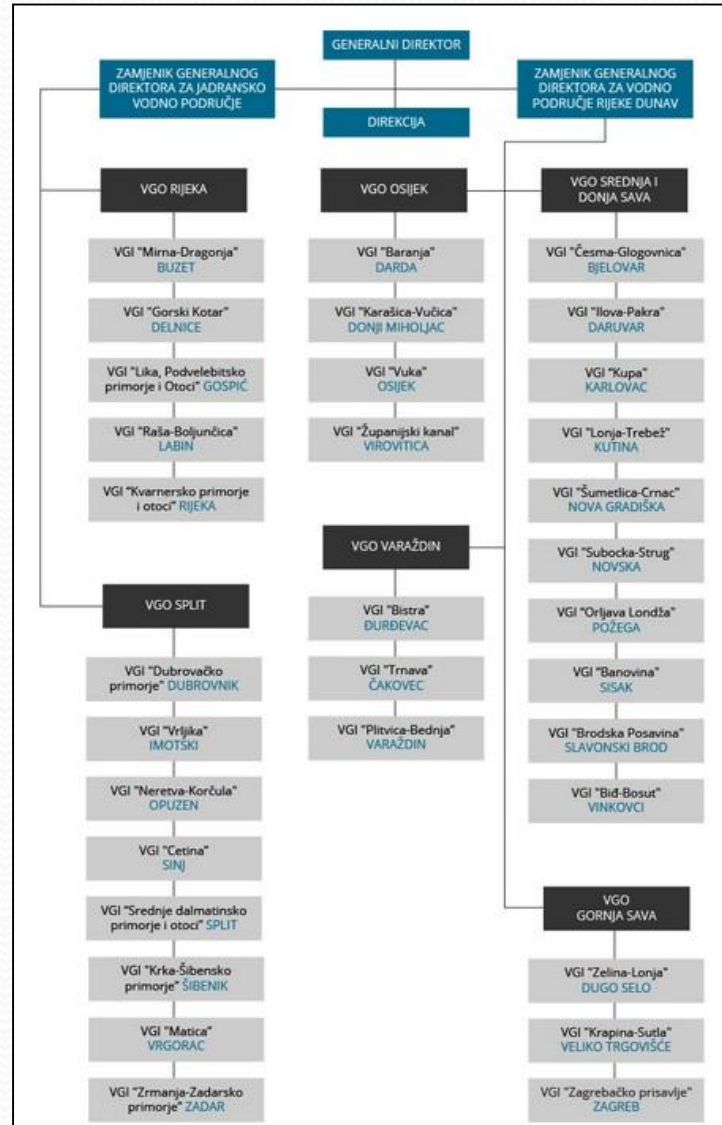 GENERALNI DIREKTOR
ZAMJENIK GENERALNOG
DIREKTORA ZA JADRANSKO
VODNO PODRUČJE
ZAMJENIK GENERALNOG
DIREKTORA ZA VODNO
PODRUČJE RIJEKE DUNAV
DIREKCIJA
VGO RIJEKA
VGI "Mirna-Dragonja"
BUZET
VGI "Gorski Kotar"
DELNICE
VGI "Lika, Podvelebitsko
primorje i Otoci" GOSPIĆ
VGI "Raša-Boljunčica"
LABIN
VGI "Kvarnersko primorje
i otoci" RIJEKA
VGO SPLIT
VGI "Dubrovačko
primorje" DUBROVNIK
VGI "Vrljika"
IMOTSKI
VGI "Neretva-Korčula"
OPUZEN
VGI "Cetina"
SINJ
VGI "Srednje dalmatinsko
primorje i otoci" SPLIT
VGI "Krka-Šibensko
primorje" ŠIBENIK
VGI "Matica"
VRGORAC
VGI "Zrmanja-Zadarsko
primorje" ZADAR
VGO OSIJEK
VGI "Baranja"
DARDA
VGI "Karašica-Vučica"
DONJI MIHOLJAC
VGI "Vuka"
OSIJEK
VGI "Županijski kanal"
VIROVITICA
VGO VARAŽDIN
VGI "Bistra"
ĐURĐEVAC
VGI "Trnava"
ČAKOVEC
VGI "Plitvica-Bednja"
VARAŽDIN
VGO SREDNJA I
DONJA SAVA
VGI "Česma-Glogovnica"
BJELOVAR
VGI "Ilova-Pakra"
DARUVAR
VGI "Kupa"
KARLOVAC
VGI "Lonja-Trebež"
KUTINA
VGI "Šumetlica-Crnac"
NOVA GRADIŠKA
VGI "Subocka-Strug"
NOVSKA
VGI "Orljava Londža"
POŽEGA
VGI "Banovina"
SISAK
VGI "Brodska Posavina"
SLAVONSKI BROD
VGI "Biđ-Bosut"
VINKOVCI
VGO
GORNJA SAVA
VGI "Zelina-Lonja"
DUGO SELO
VGI "Krapina-Sutla"
VELIKO TRGOVIŠĆE
VGI "Zagrebačko prisavlje"
ZAGREB